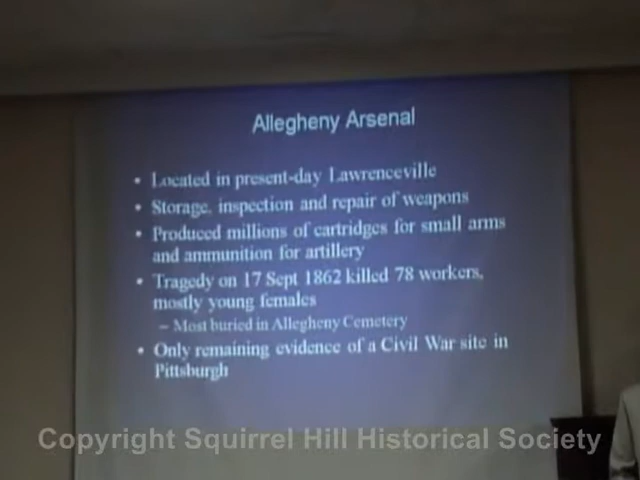 Allegheny Arsenal
• Located in present-day Lawrenceville
• Storage, inspection and repair of weapons
• Produced millions of cartridges for small arms
and ammunition for artillery
• Tragedy on 17 Sept 1862 killed 78 workers,
mostly young females
– Most buried in Allegheny Cemetery
• Only remaining evidence of a Civil War site in
Pittsburgh
Copyright Squirrel Hill Historical Society